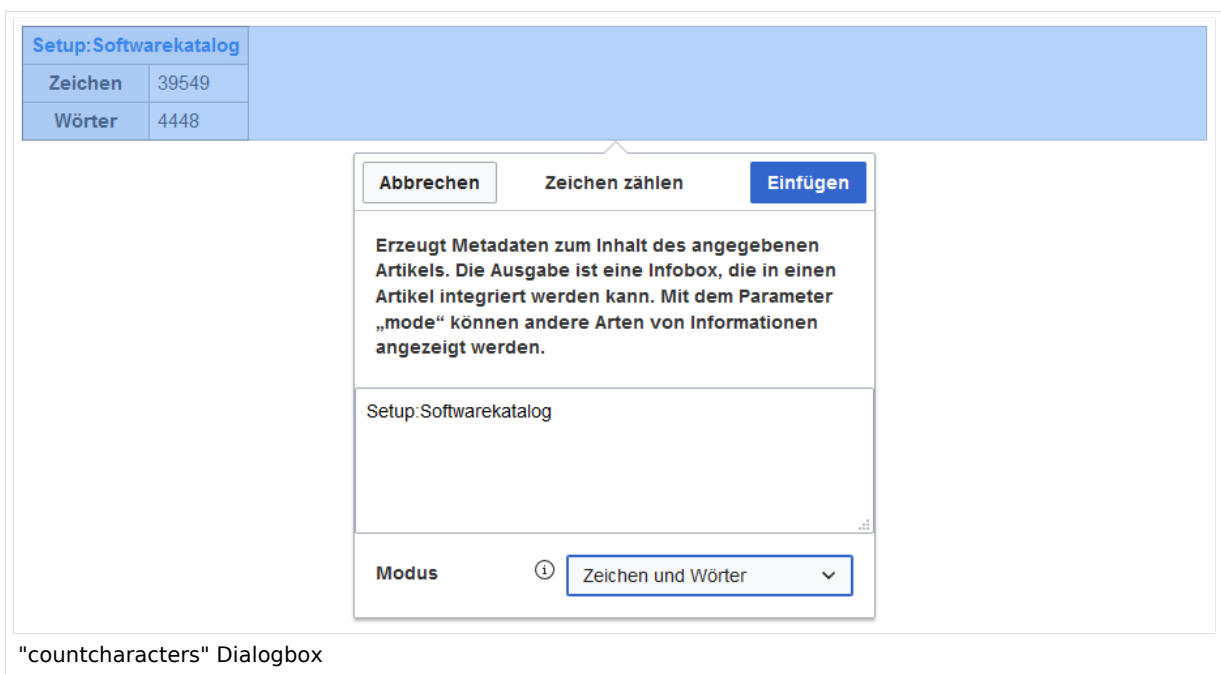 Setup:Softwarekatalog
Zeichen 39549
Wörter 4448
Abbrechen Zeichen zählen Einfügen
Erzeugt Metadaten zum Inhalt des angegebenen
Artikels. Die Ausgabe ist eine Infobox, die in einen
Artikel integriert werden kann. Mit dem Parameter
„mode“ können andere Arten von Informationen
angezeigt werden.
Setup:Softwarekatalog
Modus Zeichen und Wörter
"countcharacters" Dialogbox